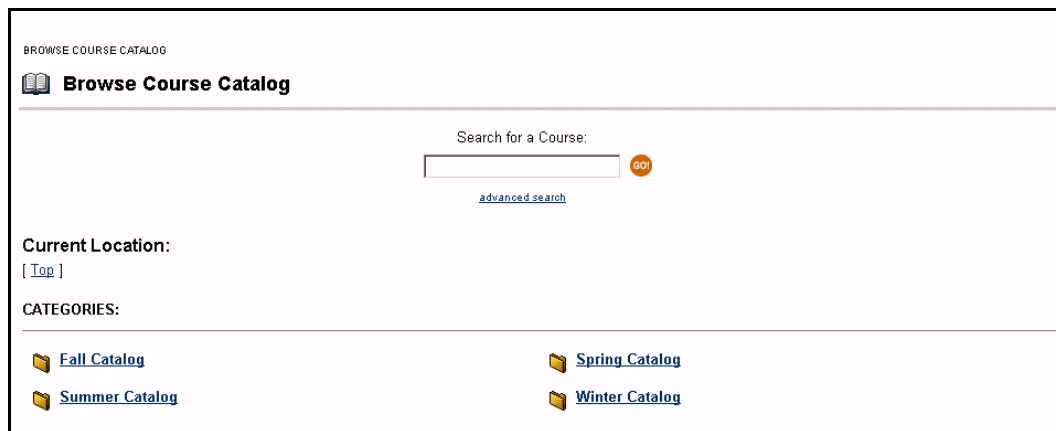 BROWSE COURSE CATALOG
Browse Course Catalog
Search for a Course:
GO!
advanced search
Current Location:
[ Top ]
CATEGORIES:
Fall Catalog Spring Catalog
Summer Catalog Winter Catalog